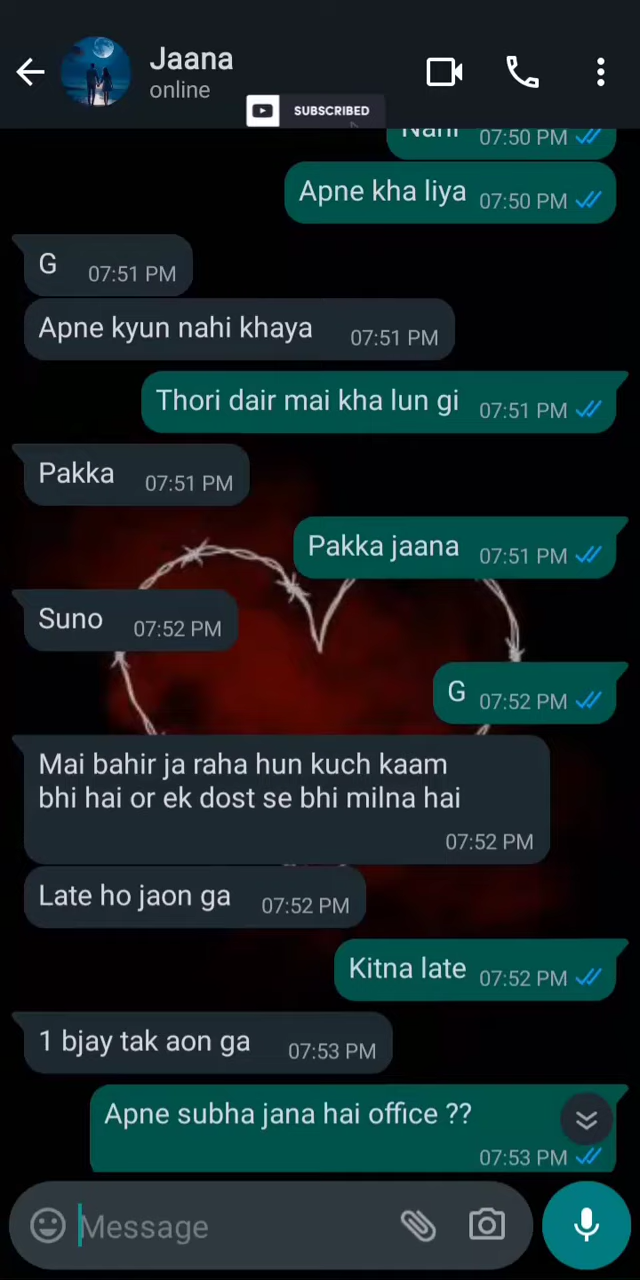 Jaana
online
SUBSCRIBED
Nahi 07:50 PM
Apne kha liya 07:50 PM
G 07:51 PM
Apne kyun nahi khaya 07:51 PM
Thori dair mai kha lun gi 07:51 PM
Pakka 07:51 PM
Pakka jaana 07:51 PM
Suno 07:52 PM
G 07:52 PM
Mai bahir ja raha hun kuch kaam
bhi hai or ek dost se bhi milna hai
07:52 PM
Late ho jaon ga 07:52 PM
Kitna late 07:52 PM
1 bjay tak aon ga 07:53 PM
Apne subha jana hai office ??
07:53 PM
Message